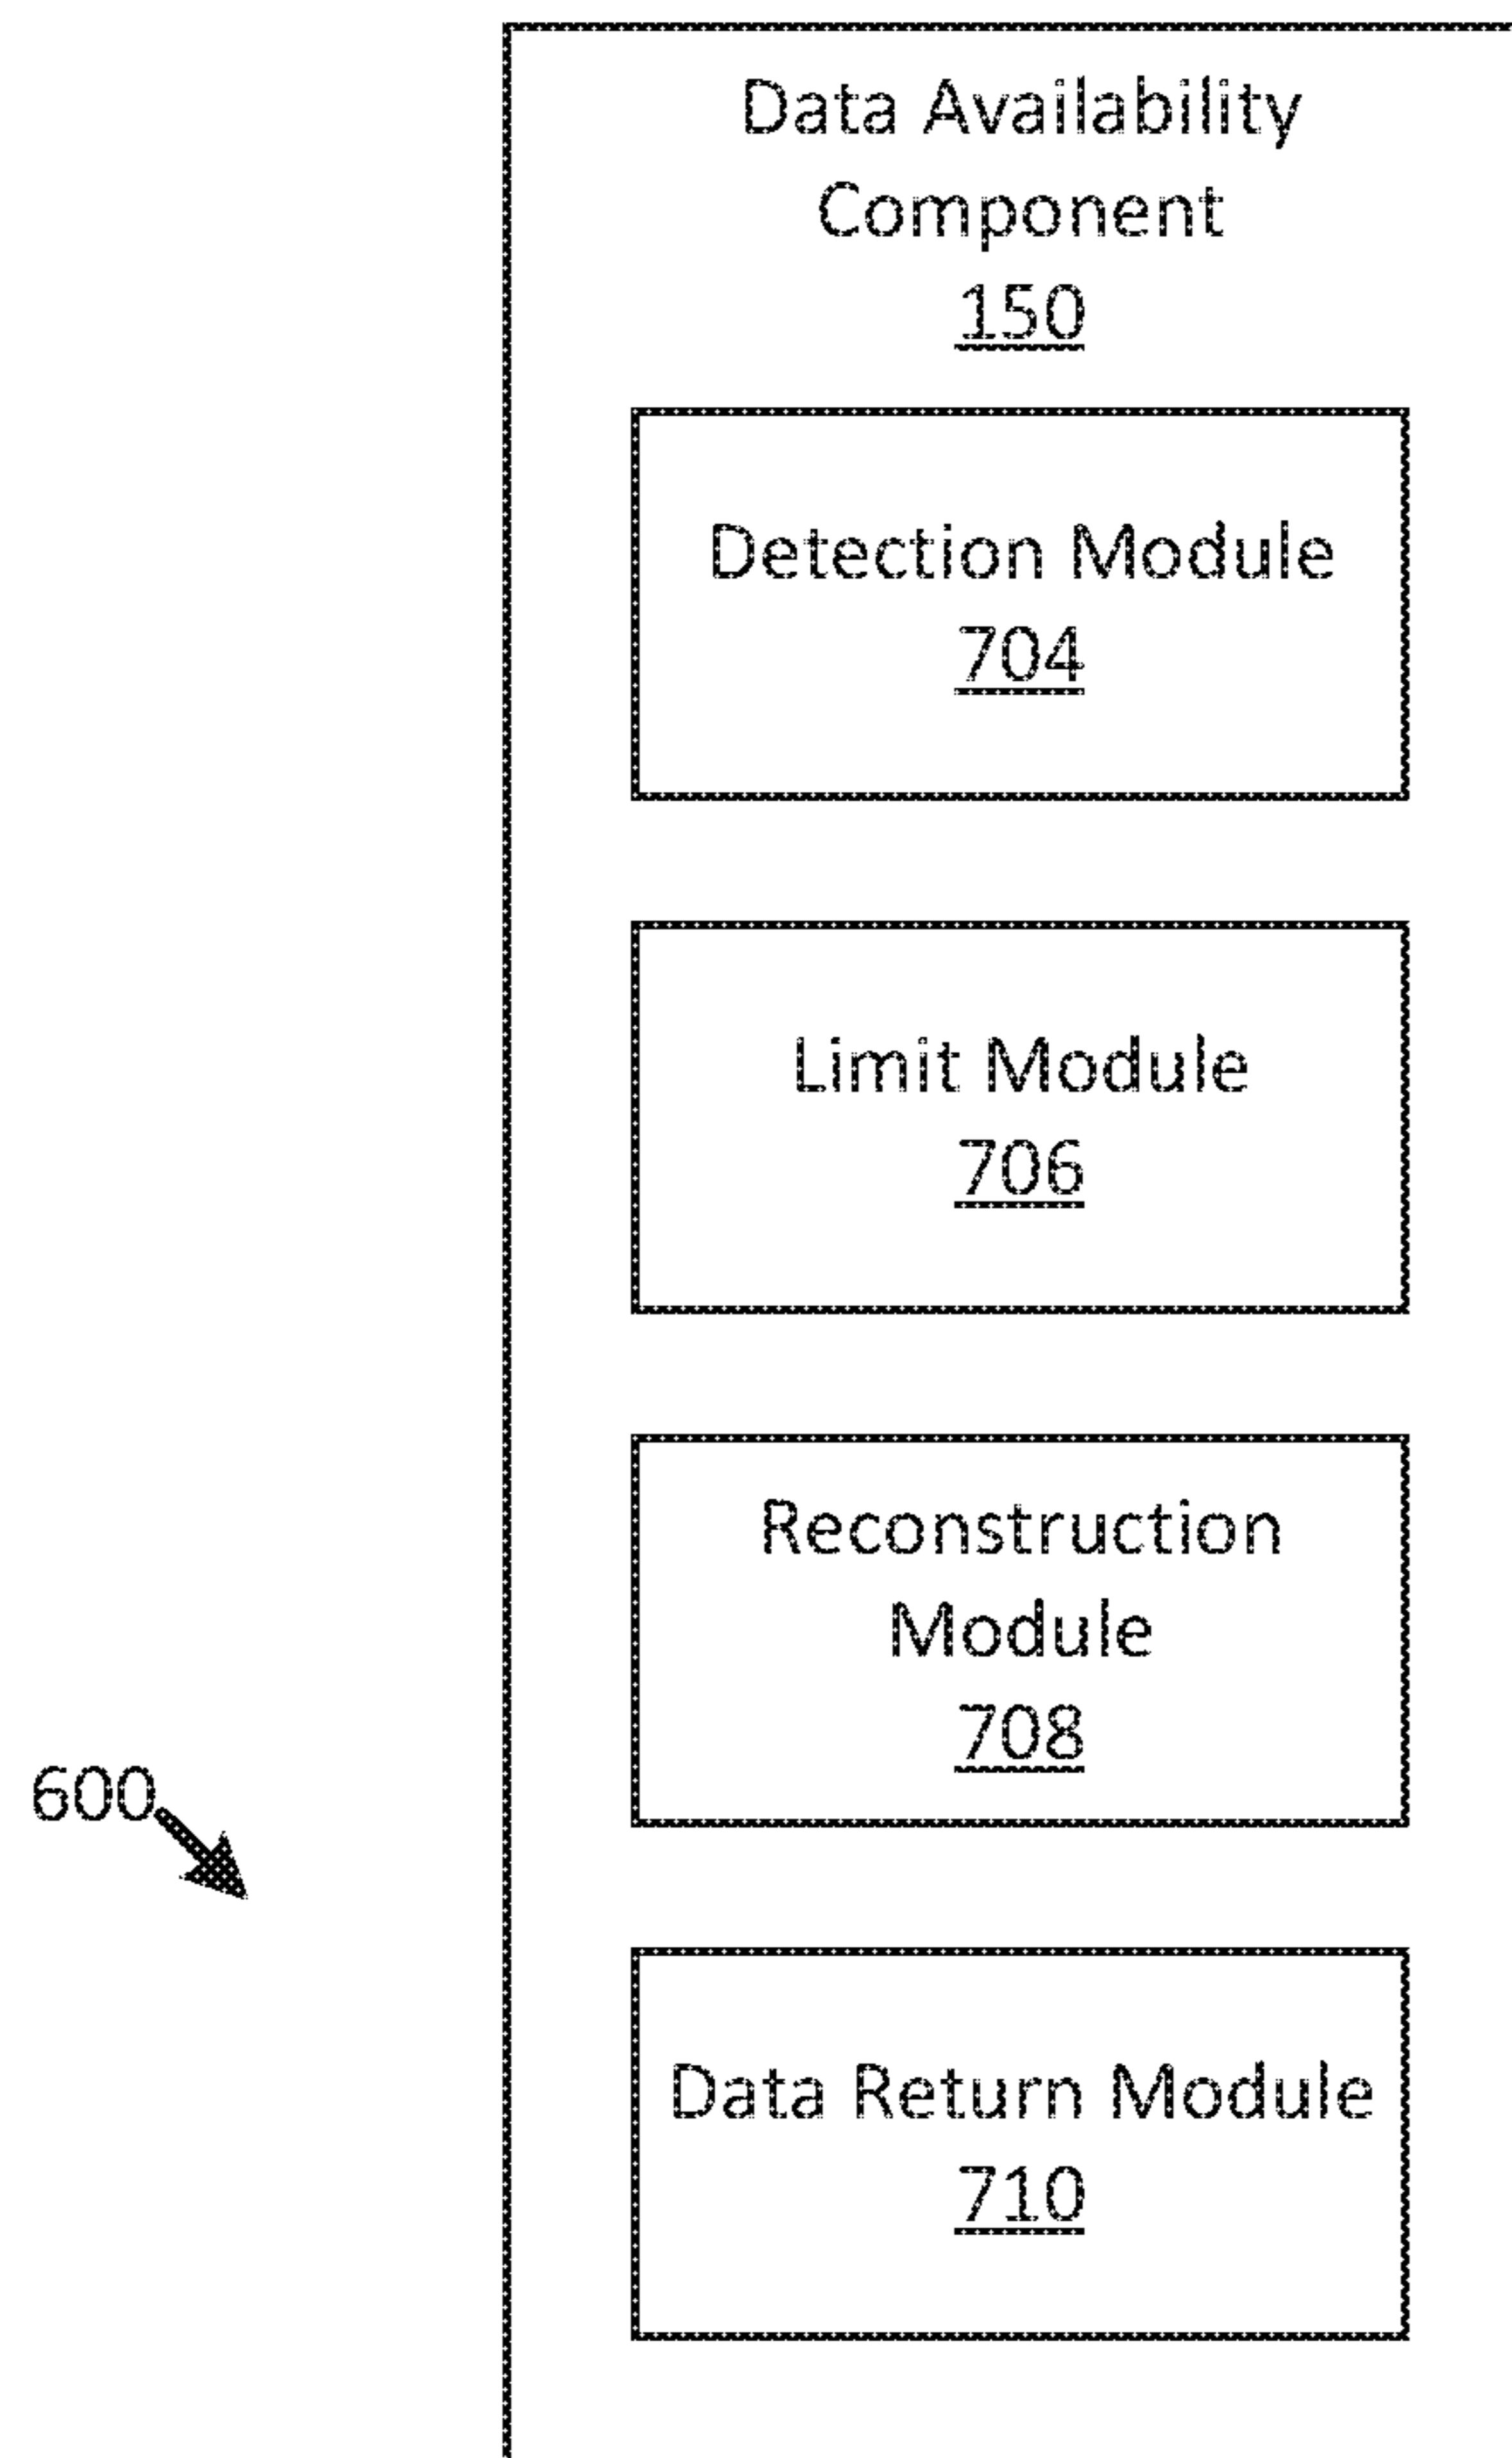 Data Availability
Component
150
Detection Module
704
Limit Module
706
Reconstruction
Module
708
600
Data Return Module
710